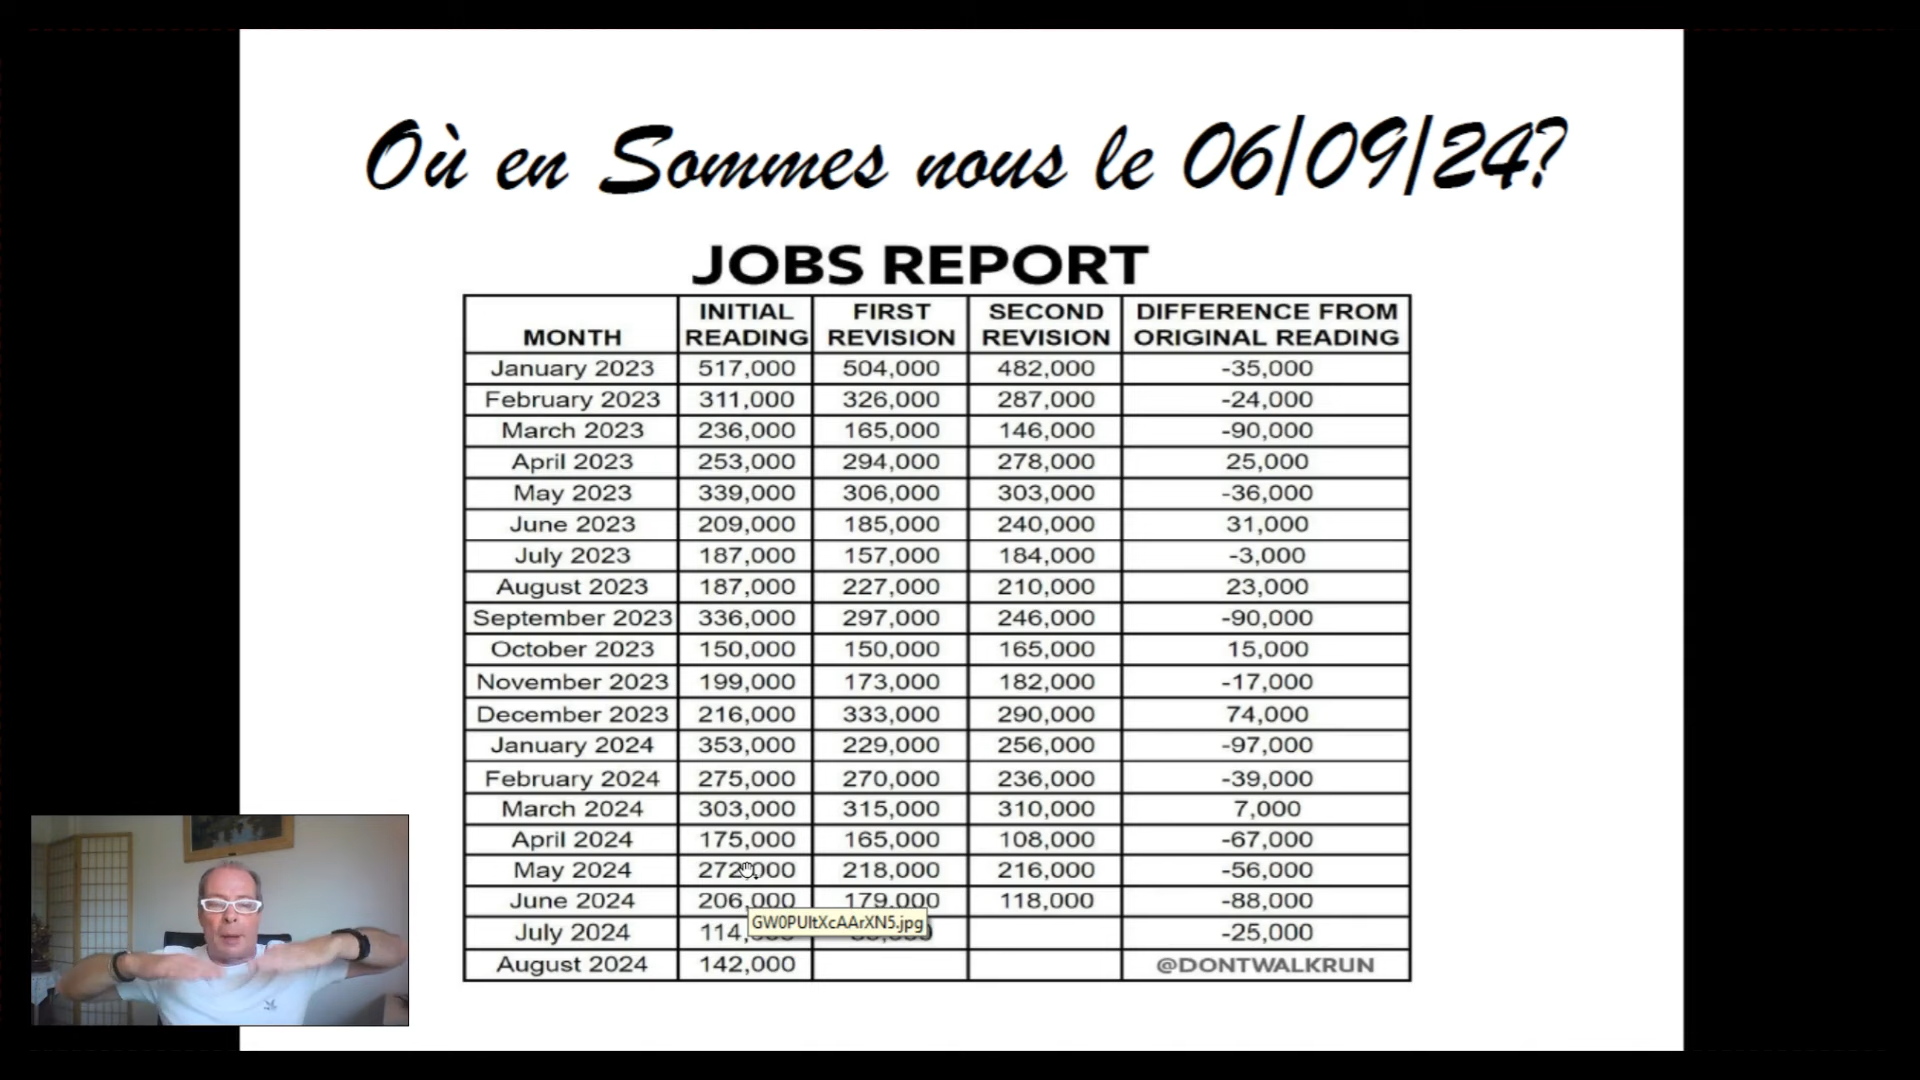 Où en Sommes nous le 06/09/24?
JOBS REPORT
MONTH INITIAL READING FIRST REVISION SECOND REVISION DIFFERENCE FROM ORIGINAL READING
January 2023 517,000 504,000 482,000 -35,000
February 2023 311,000 326,000 287,000 -24,000
March 2023 236,000 165,000 146,000 -90,000
April 2023 253,000 294,000 278,000 25,000
May 2023 339,000 306,000 303,000 -36,000
June 2023 209,000 185,000 240,000 31,000
July 2023 187,000 157,000 184,000 -3,000
August 2023 187,000 227,000 210,000 23,000
September 2023 336,000 297,000 246,000 -90,000
October 2023 150,000 150,000 165,000 15,000
November 2023 199,000 173,000 182,000 -17,000
December 2023 216,000 333,000 290,000 74,000
January 2024 353,000 229,000 256,000 -97,000
February 2024 275,000 270,000 236,000 -39,000
March 2024 303,000 315,000 310,000 7,000
April 2024 175,000 165,000 108,000 -67,000
May 2024 272,000 218,000 216,000 -56,000
June 2024 206,000 179,000 118,000 -88,000
GW0PUItXcAArXN5.jpg
July 2024 -25,000
August 2024 142,000 @DONTWALKRUN